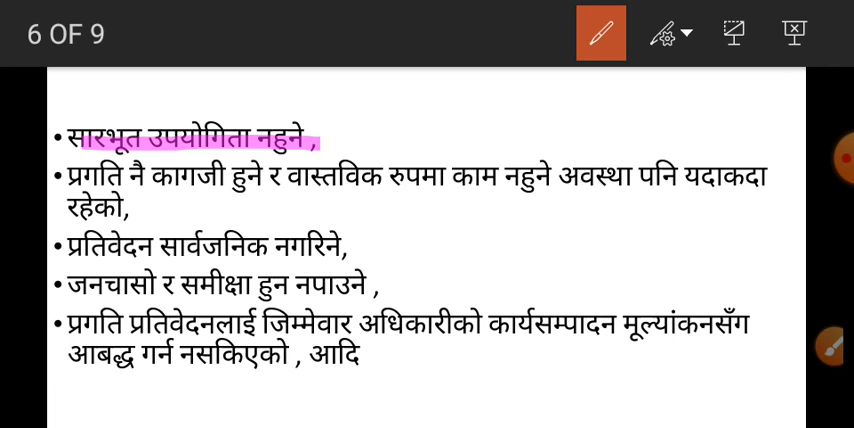 6 OF 9
• सारभूत उपयोगिता नहुने ,
• प्रगति नै कागजी हुने र वास्तविक रुपमा काम नहुने अवस्था पनि यदाकदा
रहेको,
• प्रतिवेदन सार्वजनिक नगरिने,
• जनचासो र समीक्षा हुन नपाउने ,
• प्रगति प्रतिवेदनलाई जिम्मेवार अधिकारीको कार्यसम्पादन मूल्यांकनसँग
आबद्ध गर्न नसकिएको , आदि